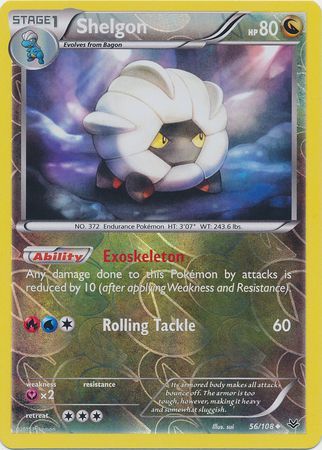 STAGE1
Shelgon
HP 80
Evolves from Bagon
NO. 372 Endurance Pokémon HT: 3'07" WT: 243.6 lbs.
Ability Exoskeleton
Any damage done to this Pokémon by attacks is
reduced by 10 (after applying Weakness and Resistance).
Rolling Tackle 60
weakness resistance
×2
retreat
Its armored body makes all attacks
bounce off. The armor is too
tough, however, making it heavy
and somewhat sluggish.
Illus. sui 56/108